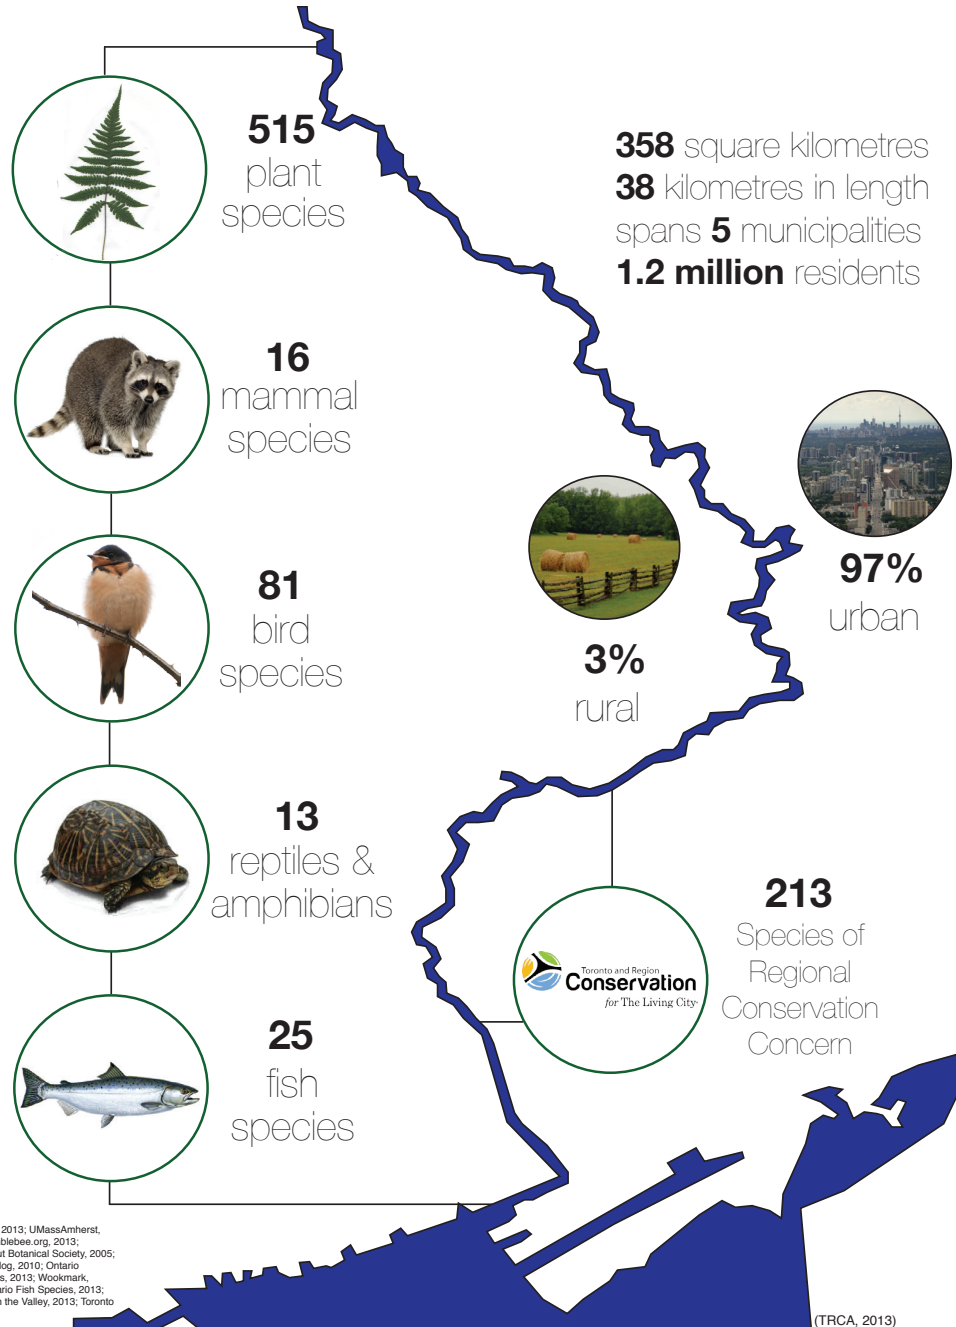 515
plant
species
358 square kilometres
38 kilometres in length
spans 5 municipalities
1.2 million residents
16
mammal
species
97%
urban
81
bird
species
3%
rural
13
reptiles &
amphibians
213
Species of
Regional
Conservation
Concern
Toronto and Region
Conservation
for The Living City
25
fish
species
2013; UMassAmherst,
blebee.org, 2013;
ut Botanical Society, 2005;
log, 2010; Ontario
s, 2013; Wookmark,
ario Fish Species, 2013;
n the Valley, 2013; Toronto
(TRCA, 2013)